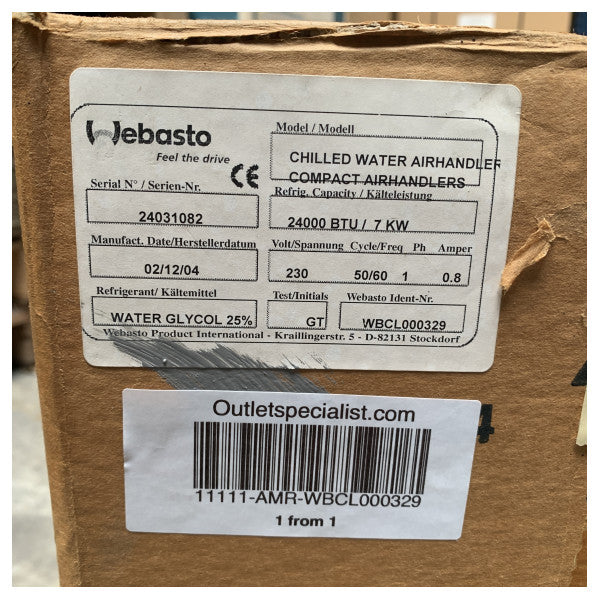 Webasto
Feel the drive
CE
Model / Modell
CHILLED WATER AIRHANDLER
COMPACT AIRHANDLERS
Serial N° / Serien-Nr.
24031082
Refrig. Capacity / Kälteleistung
24000 BTU / 7 KW
Manufact. Date/Herstellerdatum
02/12/04
Volt/Spannung Cycle/Freq Ph Amper
230 50/60 1 0.8
Refrigerant/ Kältemittel
WATER GLYCOL 25%
Test/Initials
GT
Webasto Ident-Nr.
WBCL000329
Webasto Product International - Kraillingerstr. 5 - D-82131 Stockdorf
Outletspecialist.com
11111-AMR-WBCL000329
1 from 1